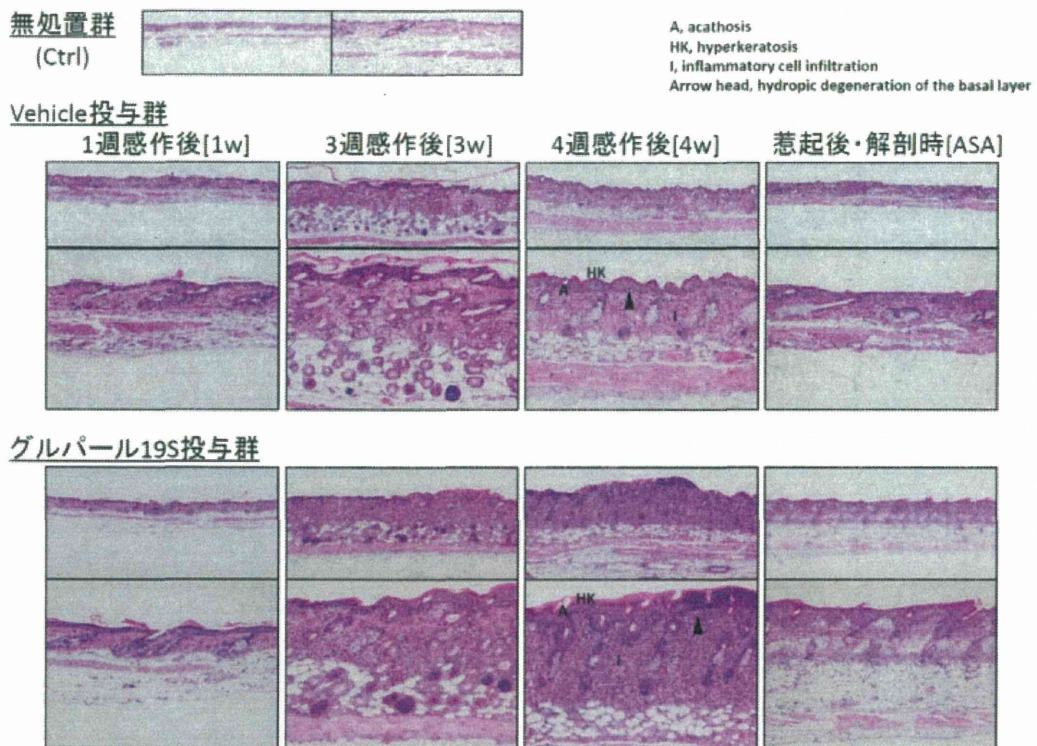 無処置群
(Ctrl)
A, acathosis
HK, hyperkeratosis
I, inflammatory cell infiltration
Arrow head, hydropic degeneration of the basal layer
Vehicle投与群
1週感作後[1w]
3週感作後[3w]
4週感作後[4w]
惹起後・解剖時[ASA]
HK
A
I
グルパール19S投与群
HK
A
I